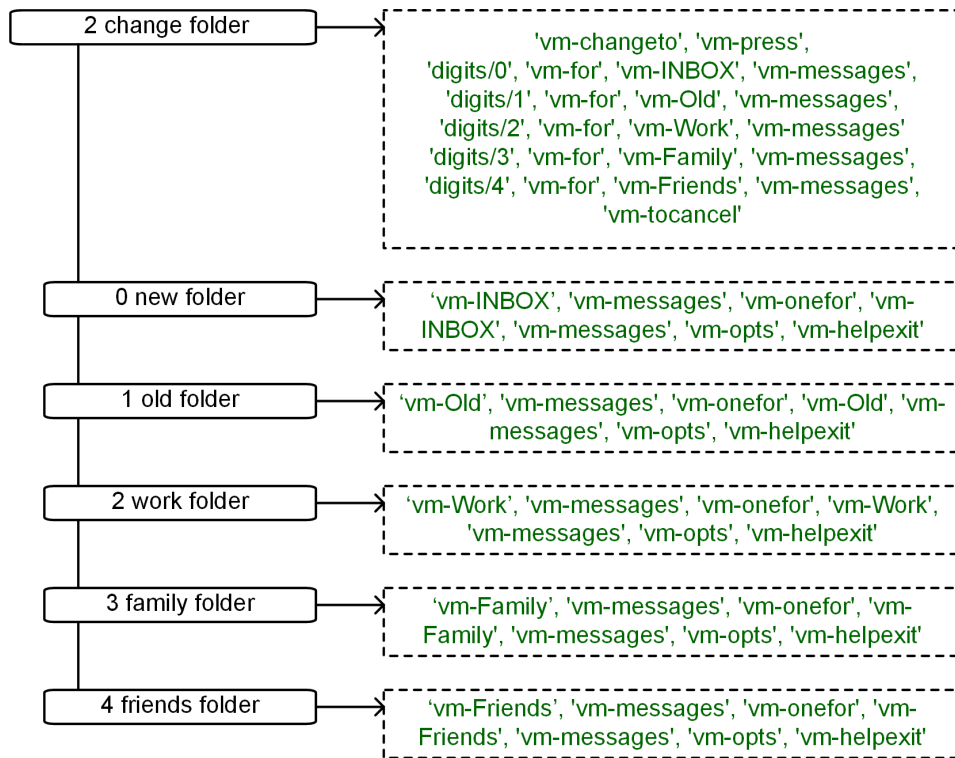 2 change folder
'vm-changeto', 'vm-press',
'digits/0', 'vm-for', 'vm-INBOX', 'vm-messages',
'digits/1', 'vm-for', 'vm-Old', 'vm-messages',
'digits/2', 'vm-for', 'vm-Work', 'vm-messages'
'digits/3', 'vm-for', 'vm-Family', 'vm-messages',
'digits/4', 'vm-for', 'vm-Friends', 'vm-messages',
'vm-tocancel'
0 new folder
‘vm-INBOX’, 'vm-messages', 'vm-onefor', 'vm-
INBOX', 'vm-messages', 'vm-opts', 'vm-helpexit'
1 old folder
‘vm-Old’, 'vm-messages', 'vm-onefor', 'vm-Old', 'vm-
messages', 'vm-opts', 'vm-helpexit'
2 work folder
‘vm-Work’, 'vm-messages', 'vm-onefor', 'vm-Work',
'vm-messages', 'vm-opts', 'vm-helpexit'
3 family folder
‘vm-Family’, 'vm-messages', 'vm-onefor', 'vm-
Family', 'vm-messages', 'vm-opts', 'vm-helpexit'
4 friends folder
‘vm-Friends’, 'vm-messages', 'vm-onefor', 'vm-
Friends', 'vm-messages', 'vm-opts', 'vm-helpexit'